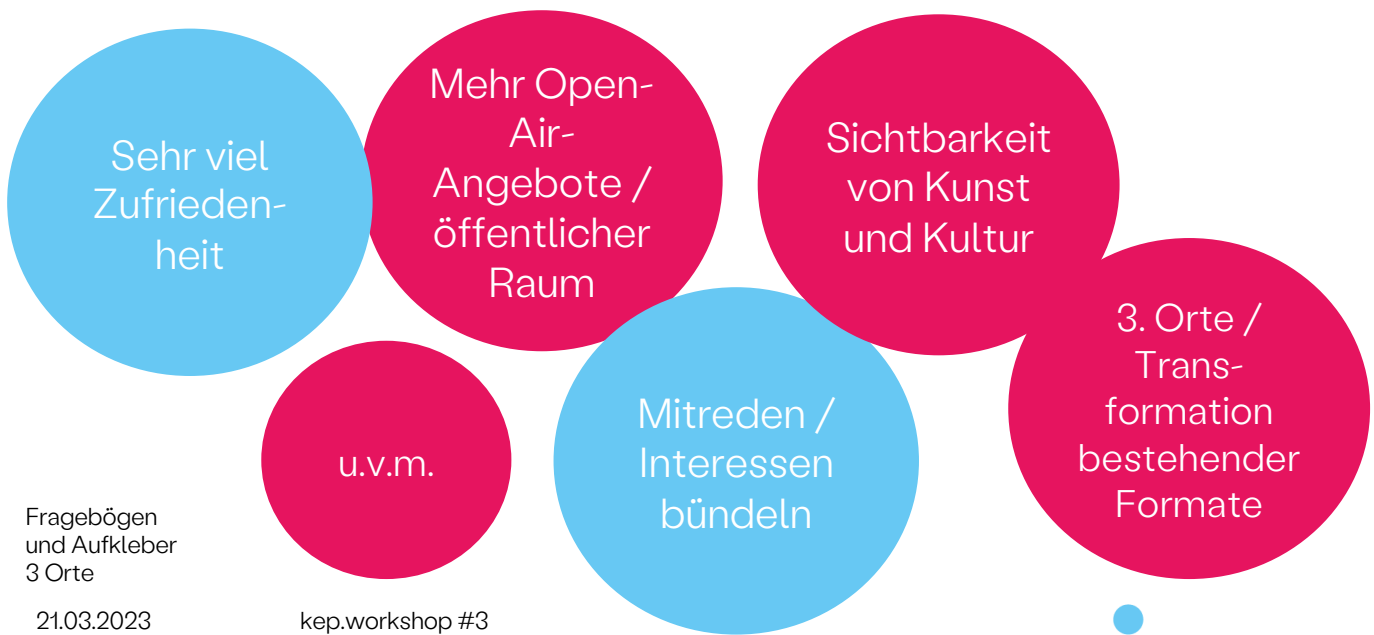 Sehr viel
Zufrieden-
heit
Mehr Open-
Air-
Angebote /
öffentlicher
Raum
Sichtbarkeit
von Kunst
und Kultur
3. Orte /
Trans-
formation
bestehender
Formate
Mitreden /
Interessen
bündeln
u.v.m.
Fragebögen
und Aufkleber
3 Orte
21.03.2023
kep.workshop #3